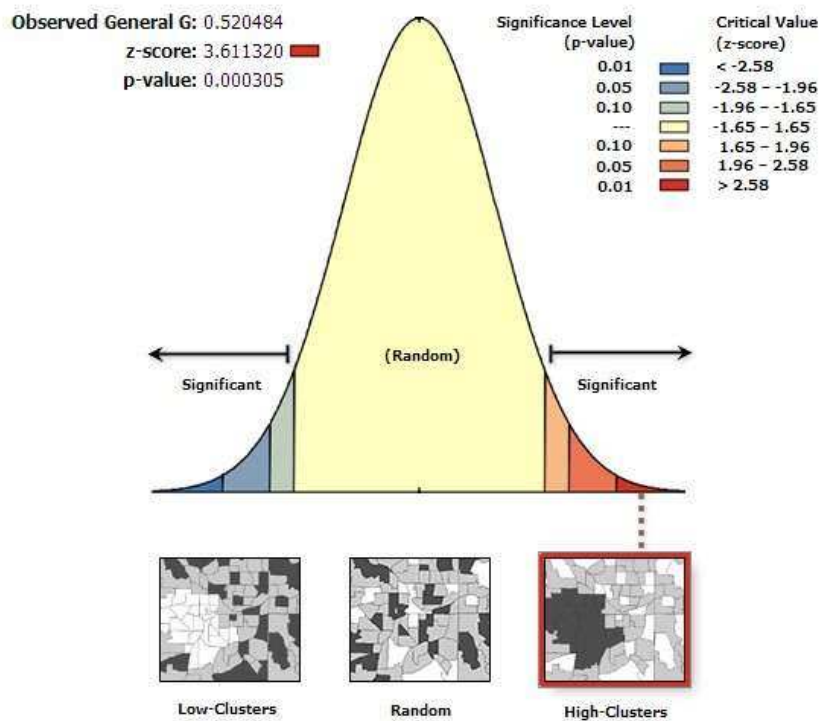 Observed General G: 0.520484
z-score: 3.611320
p-value: 0.000305
Significance Level
(p-value)
Critical Value
(z-score)
0.01 < -2.58
0.05 -2.58 – -1.96
0.10 -1.96 – -1.65
--- -1.65 – 1.65
0.10 1.65 – 1.96
0.05 1.96 – 2.58
0.01 > 2.58
(Random)
Significant
Significant
Low-Clusters
Random
High-Clusters